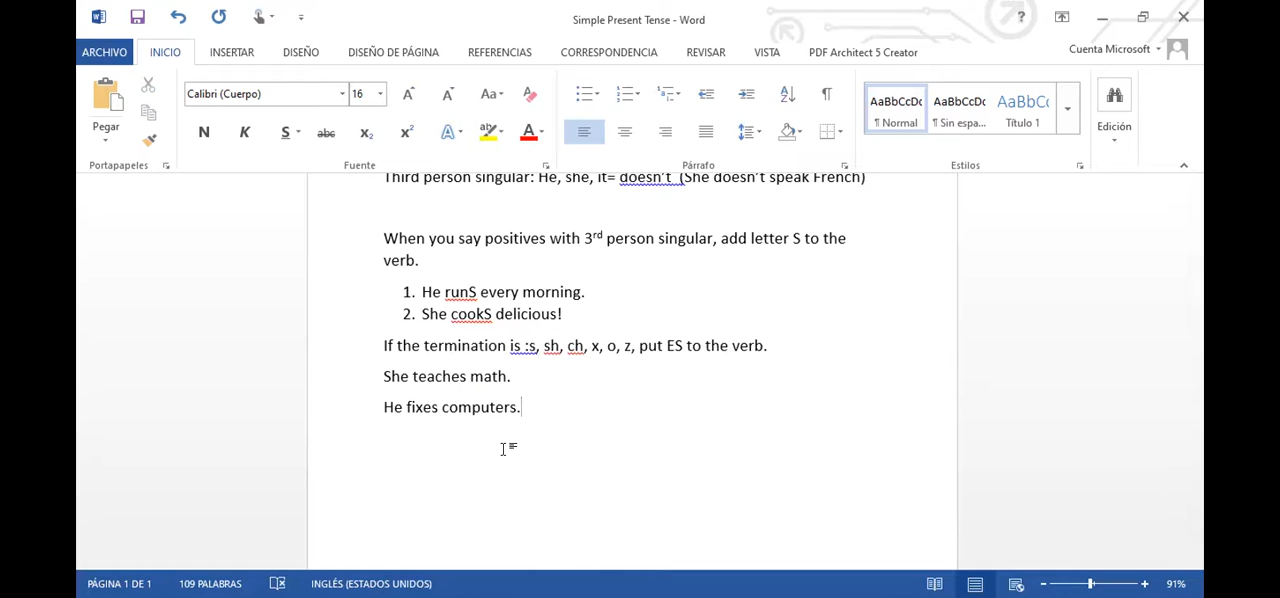 Simple Present Tense - Word
?
ARCHIVO INICIO INSERTAR DISEÑO DISEÑO DE PÁGINA REFERENCIAS CORRESPONDENCIA REVISAR VISTA PDF Architect 5 Creator Cuenta Microsoft
Calibri (Cuerpo) 16 A A Aa
AaBbCcDc AaBbCcDc AaBbCc
Pegar
N K S abc x₂ x² A ab A
¶ Normal ¶ Sin espa... Título 1
Edición
Portapapeles Fuente Párrafo Estilos
Third person singular: He, she, it= doesn't (She doesn't speak French)
When you say positives with 3rd person singular, add letter S to the
verb.
1. He runS every morning.
2. She cookS delicious!
If the termination is :s, sh, ch, x, o, z, put ES to the verb.
She teaches math.
He fixes computers.
PÁGINA 1 DE 1 109 PALABRAS INGLÉS (ESTADOS UNIDOS) 91%